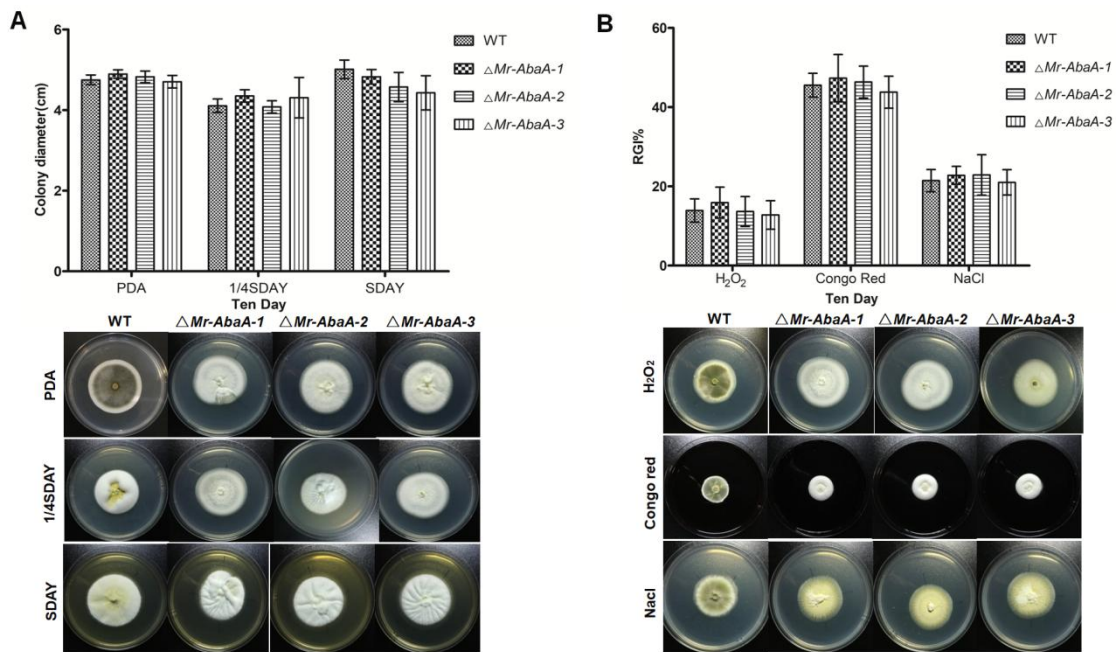 A
Colony diameter(cm)
6
4
2
0
PDA
1/4SDAY
SDAY
Ten Day
WT
△Mr-AbaA-1
△Mr-AbaA-2
△Mr-AbaA-3
WT
△Mr-AbaA-1
△Mr-AbaA-2
△Mr-AbaA-3
PDA
1/4SDAY
SDAY
B
RGI%
60
40
20
0
H₂O₂
Congo Red
NaCl
Ten Day
WT
△Mr-AbaA-1
△Mr-AbaA-2
△Mr-AbaA-3
WT
△Mr-AbaA-1
△Mr-AbaA-2
△Mr-AbaA-3
H₂O₂
Congo red
Nacl